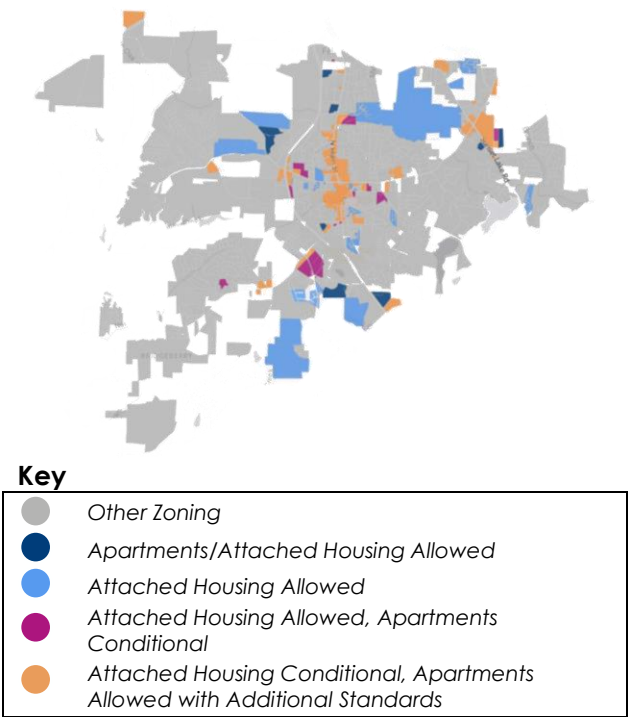 Key
Other Zoning
Apartments/Attached Housing Allowed
Attached Housing Allowed
Attached Housing Allowed, Apartments
Conditional
Attached Housing Conditional, Apartments
Allowed with Additional Standards